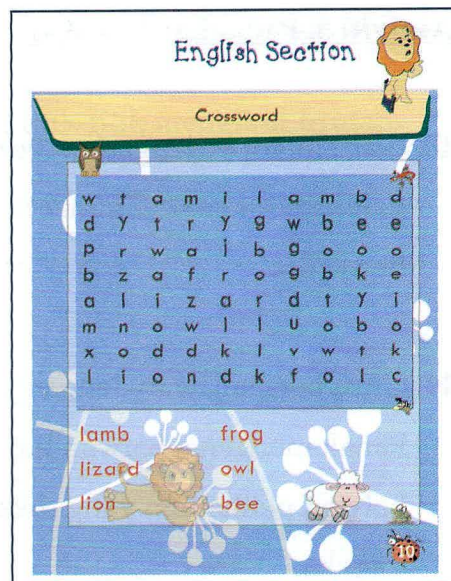 English Section
Crossword
w t a m i l a m b d
d y t r y g w b e e
p r w a j b g o o o
b z a f r o g b k e
a l i z a r d t y i
m n o w l l u o b o
x o d d k l v w t k
l i o n d k f o l c
lamb frog
lizard owl
lion bee
10